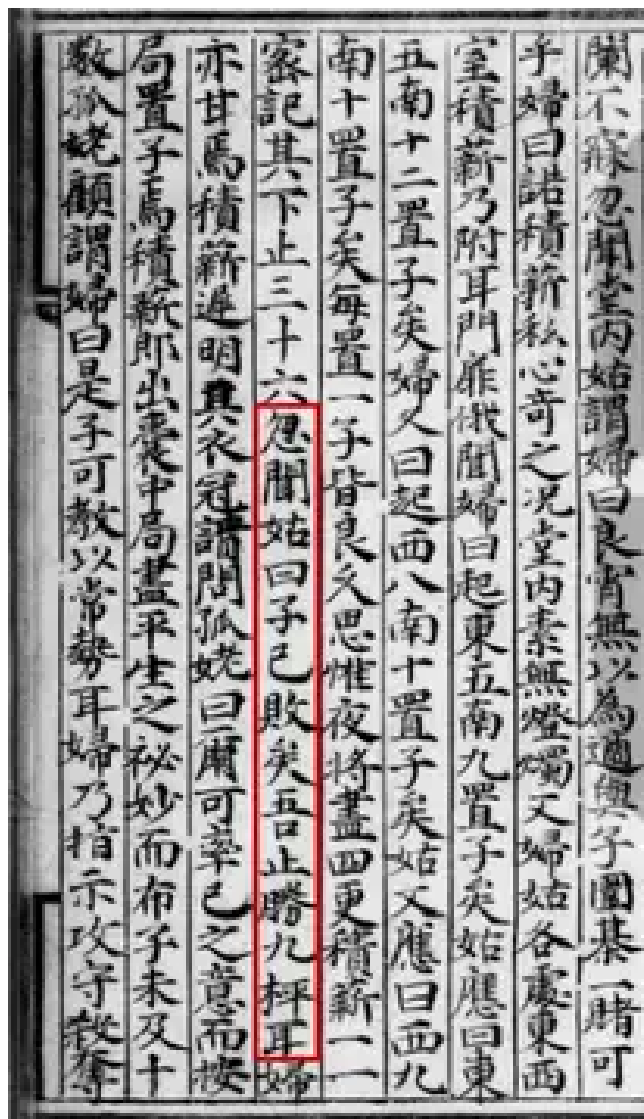 闌不寐忽聞堂內姑謂婦曰良宵無以為適與子圍棊一賭可
乎婦曰諾積薪私心奇之况堂內素無燈燭又婦姑各處東西
室積薪乃附耳門扉俄聞婦曰起東五南九置子矣姑應曰東
五南十二置子矣婦又曰起西八南十置子矣姑又應曰西九
南十置子矣每置一子皆良久思惟夜將盡四更積薪一一
密記其下止三十六忽聞姑曰子已敗矣吾止勝九枰耳婦
亦甘焉積薪遲明具衣冠請問孤姥曰爾可率己之意而按
局置子焉積薪即出橐中局盡平生之祕妙而布子未及十
數孤姥顧謂婦曰是子可教以常勢耳婦乃指示攻守殺奪